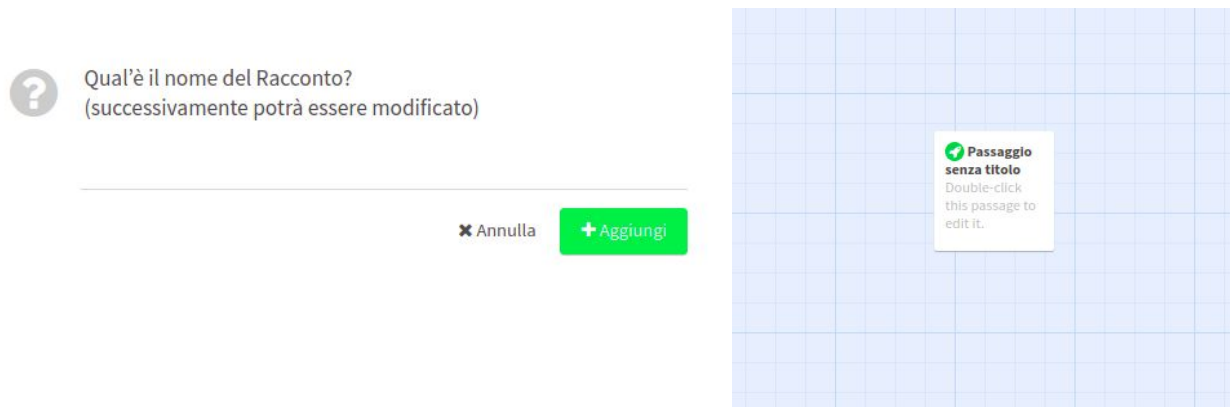 Qual'è il nome del Racconto?
(successivamente potrà essere modificato)
Annulla
Aggiungi
Passaggio
senza titolo
Double-click
this passage to
edit it.